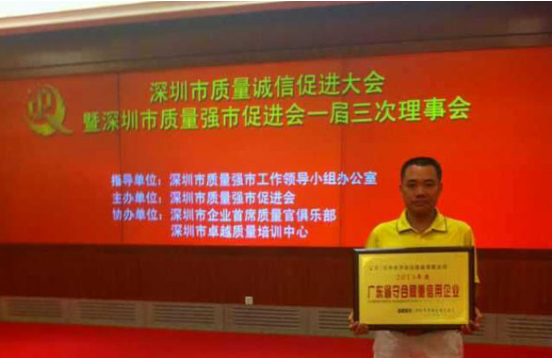 深圳市质量诚信促进大会
暨深圳市质量强市促进会一届三次理事会
指导单位：深圳市质量强市工作领导小组办公室
主办单位：深圳市质量强市促进会
协办单位：深圳市企业首席质量官俱乐部
深圳市卓越质量培训中心
广东省守合同重信用企业